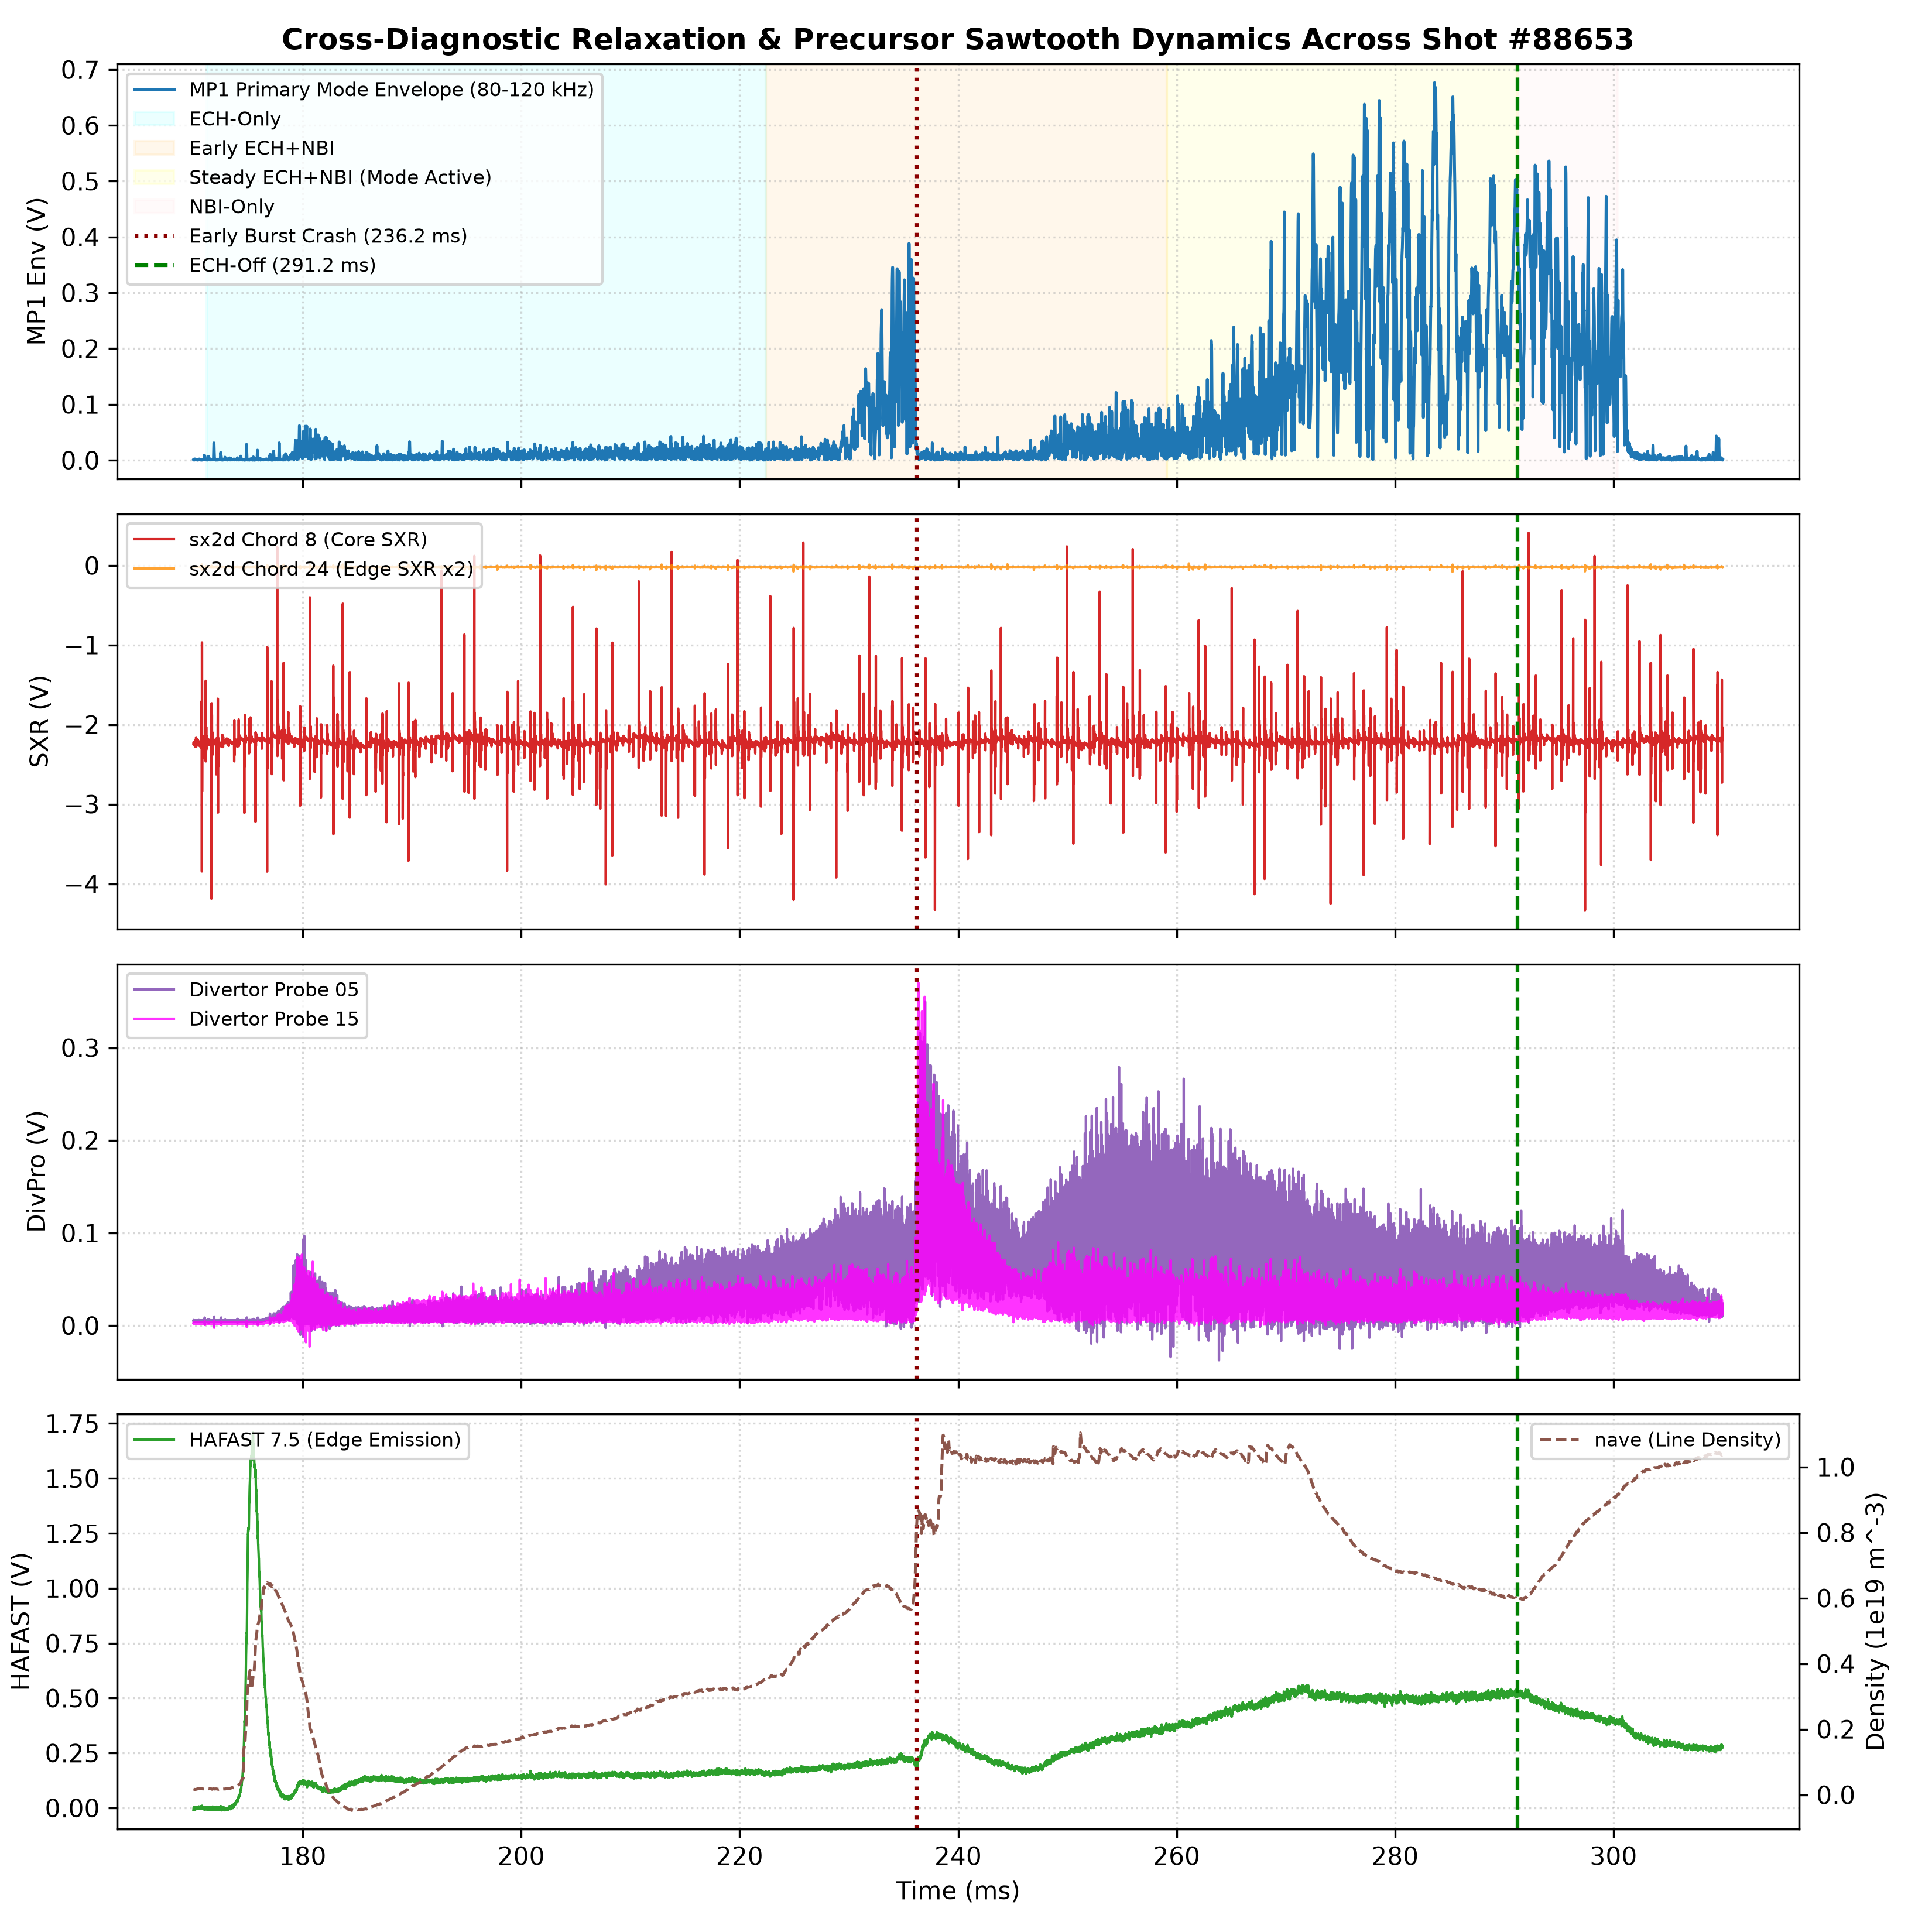 Cross-Diagnostic Relaxation & Precursor Sawtooth Dynamics Across Shot #88653
MP1 Env (V)
0.7
0.6
0.5
0.4
0.3
0.2
0.1
0.0
MP1 Primary Mode Envelope (80-120 kHz)
ECH-Only
Early ECH+NBI
Steady ECH+NBI (Mode Active)
NBI-Only
Early Burst Crash (236.2 ms)
ECH-Off (291.2 ms)
SXR (V)
0
−1
−2
−3
−4
sx2d Chord 8 (Core SXR)
sx2d Chord 24 (Edge SXR x2)
DivPro (V)
0.3
0.2
0.1
0.0
Divertor Probe 05
Divertor Probe 15
HAFAST (V)
1.75
1.50
1.25
1.00
0.75
0.50
0.25
0.00
HAFAST 7.5 (Edge Emission)
nave (Line Density)
1.0
0.8
0.6
0.4
0.2
0.0
Density (1e19 m^-3)
180 200 220 240 260 280 300
Time (ms)